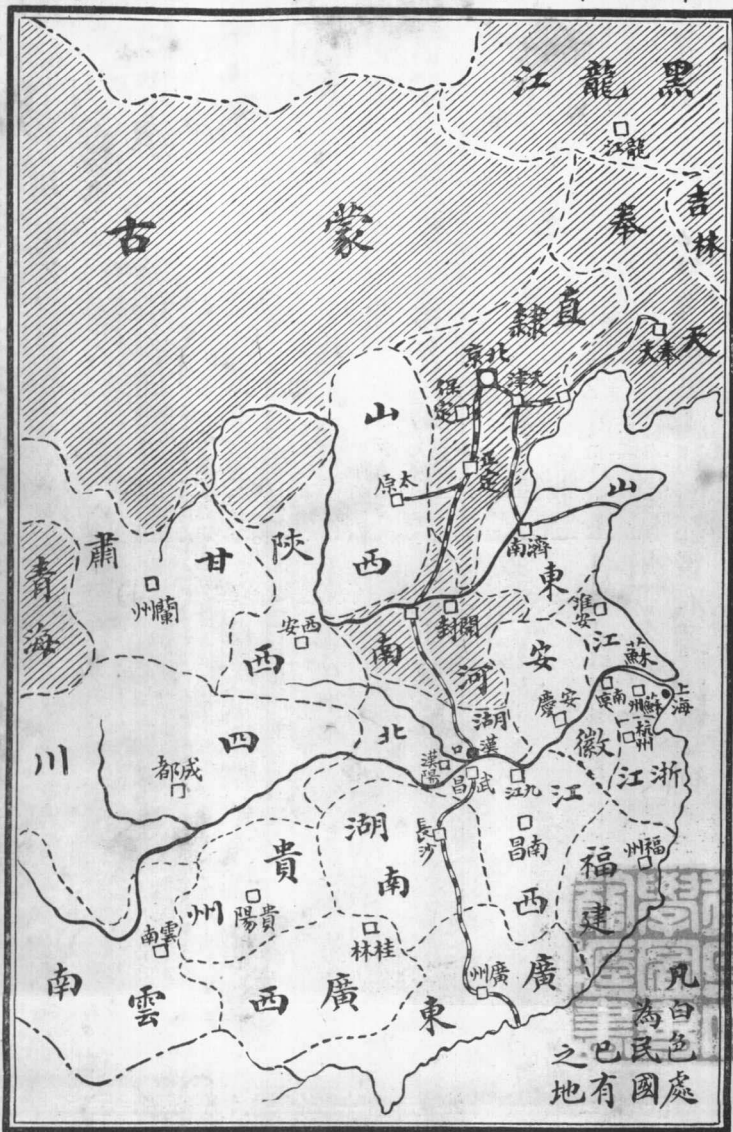 黑龍江
龍江
吉林
奉天
奉天
蒙古
直隸
北京
天津
保定
正定
山西
太原
山東
濟南
陝西
西安
甘肅
蘭州
青海
河南
開封
江蘇
淮安
南京
蘇州
上海
安徽
安慶
浙江
杭州
湖北
漢口
漢陽
武昌
九江
四川
成都
湖南
長沙
江西
南昌
福建
福州
貴州
貴陽
雲南
雲南
廣西
桂林
廣東
廣州
凡白色處
為民國
已有
之地